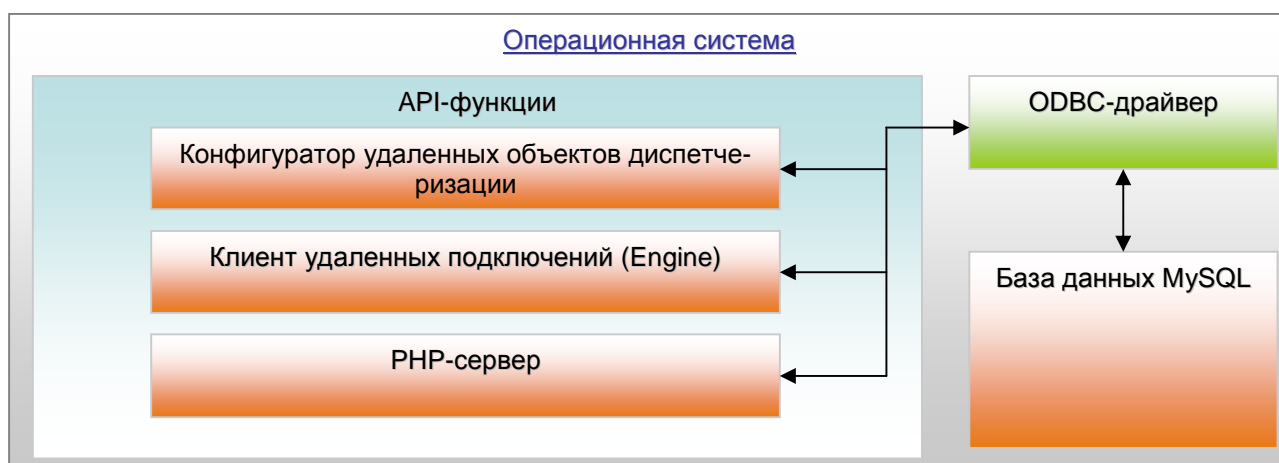 Операционная система
API-функции
ODBC-драйвер
Конфигуратор удаленных объектов диспетче-
ризации
Клиент удаленных подключений (Engine)
База данных MySQL
PHP-сервер